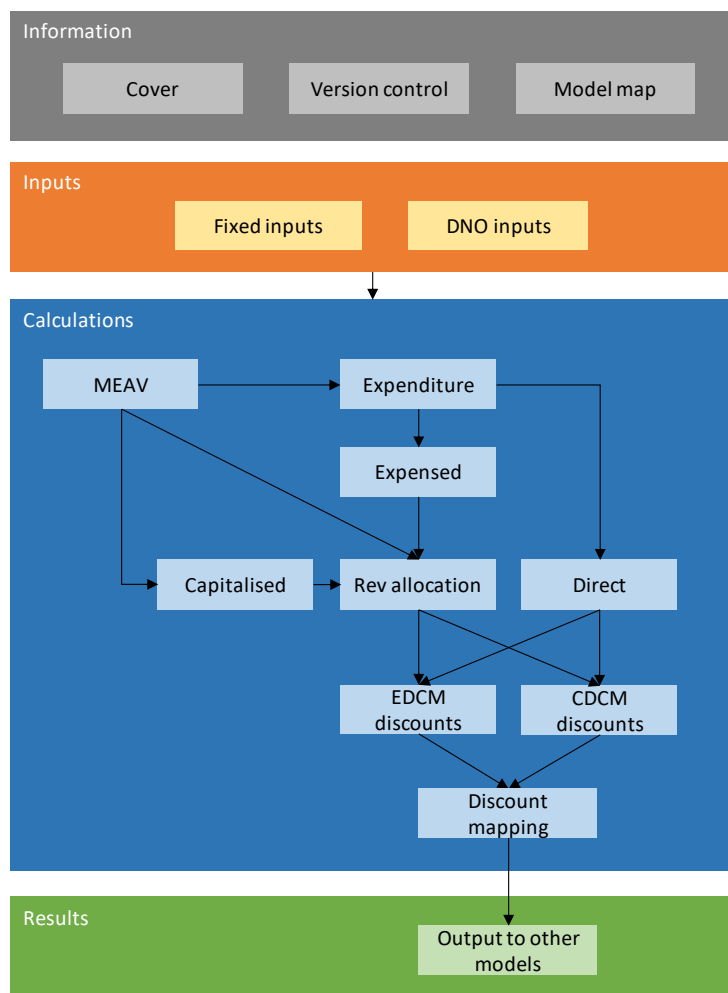 Information
Cover
Version control
Model map
Inputs
Fixed inputs
DNO inputs
Calculations
MEAV
Expenditure
Expensed
Capitalised
Rev allocation
Direct
EDCM
discounts
CDCM
discounts
Discount
mapping
Results
Output to other
models